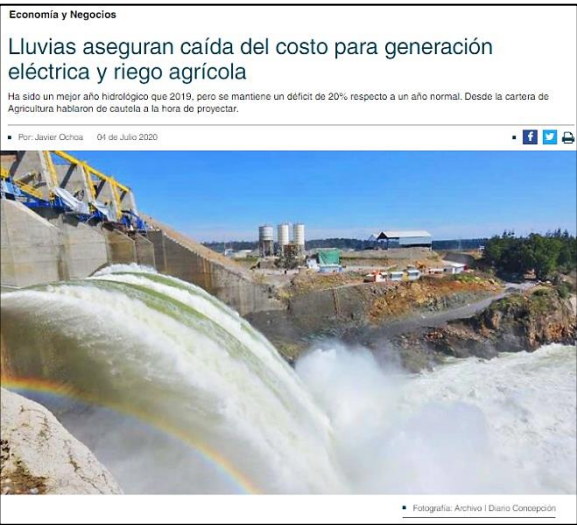 Economía y Negocios
Lluvias aseguran caída del costo para generación
eléctrica y riego agrícola
Ha sido un mejor año hidrológico que 2019, pero se mantiene un déficit de 20% respecto a un año normal. Desde la cartera de
Agricultura hablaron de cautela a la hora de proyectar.
Por: Javier Ochoa 04 de Julio 2020
Fotografía: Archivo | Diario Concepción